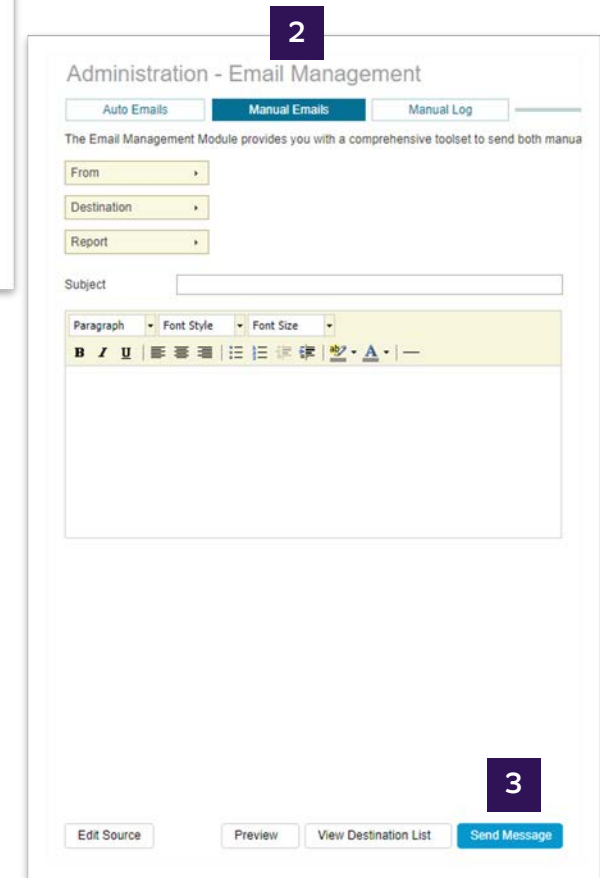 2
Administration - Email Management
Auto Emails Manual Emails Manual Log
The Email Management Module provides you with a comprehensive toolset to send both manua
From
Destination
Report
Subject
Paragraph Font Style Font Size
B I U ab A
3
Edit Source Preview View Destination List Send Message